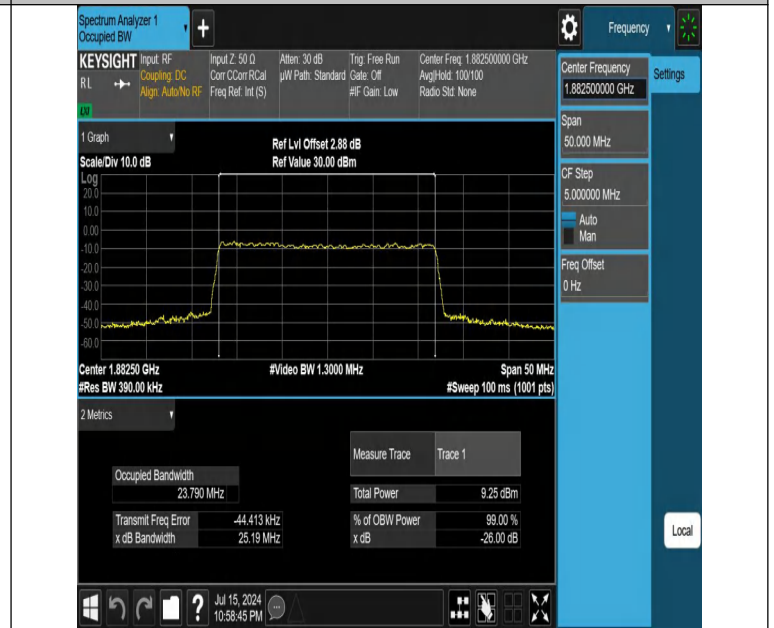 Spectrum Analyzer 1
Occupied BW
+
Frequency
KEYSIGHT
RL
Input: RF
Coupling: DC
Align: Auto/No RF
Input Z: 50 Ω
Corr CCorr RCal
Freq Ref: Int (S)
Atten: 30 dB
µW Path: Standard
Trig: Free Run
Gate: Off
#IF Gain: Low
Center Freq: 1.882500000 GHz
Avg|Hold: 100/100
Radio Std: None
Center Frequency
1.882500000 GHz
Settings
Span
50.000 MHz
CF Step
5.000000 MHz
Auto
Man
Freq Offset
0 Hz
Local
1 Graph
Scale/Div 10.0 dB
Ref Lvl Offset 2.88 dB
Ref Value 30.00 dBm
Log
20.0
10.0
0.00
-10.0
-20.0
-30.0
-40.0
-50.0
-60.0
Center 1.88250 GHz
#Video BW 1.3000 MHz
Span 50 MHz
#Res BW 390.00 kHz
#Sweep 100 ms (1001 pts)
2 Metrics
Measure Trace Trace 1
Occupied Bandwidth
23.790 MHz
Total Power 9.25 dBm
Transmit Freq Error -44.413 kHz
% of OBW Power 99.00 %
x dB Bandwidth 25.19 MHz
x dB -26.00 dB
?
Jul 15, 2024
10:58:45 PM